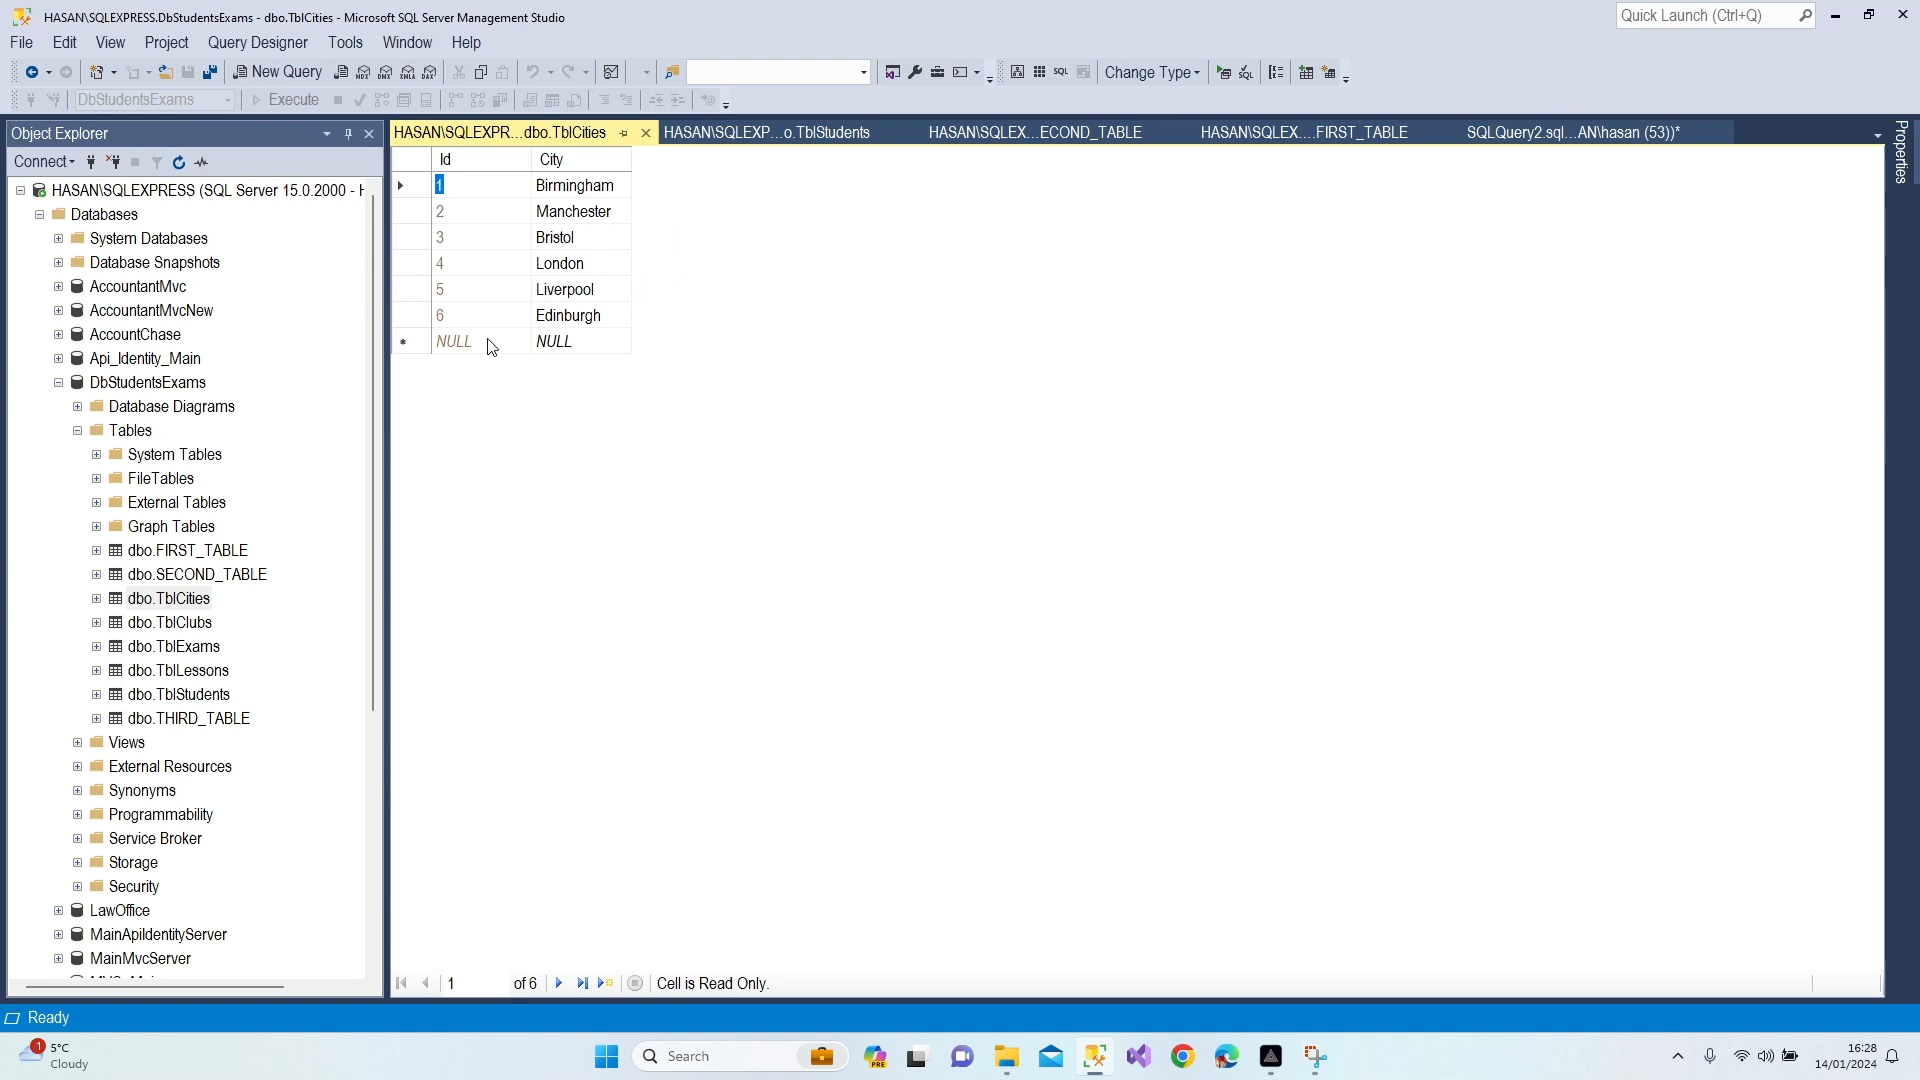 HASAN\SQLEXPRESS.DbStudentsExams - dbo.TblCities - Microsoft SQL Server Management Studio
Quick Launch (Ctrl+Q)
File Edit View Project Query Designer Tools Window Help
New Query MDX DMX XMLA DAX SQL Change Type
DbStudentsExams Execute
Object Explorer
HASAN\SQLEXPR...dbo.TblCities HASAN\SQLEXP...o.TblStudents HASAN\SQLEX...ECOND_TABLE HASAN\SQLEX....FIRST_TABLE SQLQuery2.sql...AN\hasan (53))*
Properties
Connect
HASAN\SQLEXPRESS (SQL Server 15.0.2000 - H
Databases
System Databases
Database Snapshots
AccountantMvc
AccountantMvcNew
AccountChase
Api_Identity_Main
DbStudentsExams
Database Diagrams
Tables
System Tables
FileTables
External Tables
Graph Tables
dbo.FIRST_TABLE
dbo.SECOND_TABLE
dbo.TblCities
dbo.TblClubs
dbo.TblExams
dbo.TblLessons
dbo.TblStudents
dbo.THIRD_TABLE
Views
External Resources
Synonyms
Programmability
Service Broker
Storage
Security
LawOffice
MainApiIdentityServer
MainMvcServer
Id City
1 Birmingham
2 Manchester
3 Bristol
4 London
5 Liverpool
6 Edinburgh
NULL NULL
1 of 6 Cell is Read Only.
Ready
1
5°C
Cloudy
Search
PRE
16:28
14/01/2024